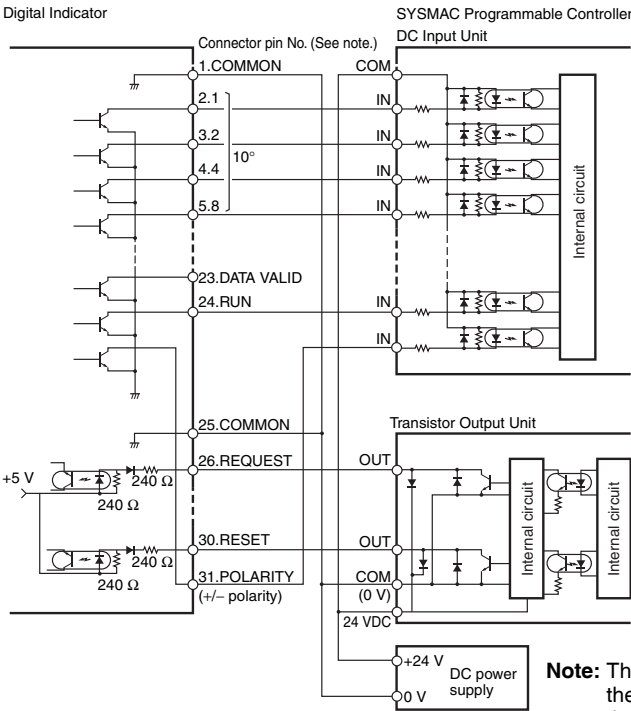 Digital Indicator
SYSMAC Programmable Controller
DC Input Unit
Connector pin No. (See note.)
1.COMMON
COM
2.1
IN
3.2
IN
10°
4.4
IN
5.8
IN
Internal circuit
23.DATA VALID
24.RUN
IN
IN
25.COMMON
Transistor Output Unit
+5 V
26.REQUEST
OUT
240 Ω
240 Ω
Internal circuit
Internal circuit
30.RESET
OUT
240 Ω
240 Ω
31.POLARITY
(+/− polarity)
COM
(0 V)
24 VDC
+24 V
DC power
supply
0 V
Note: Th
the